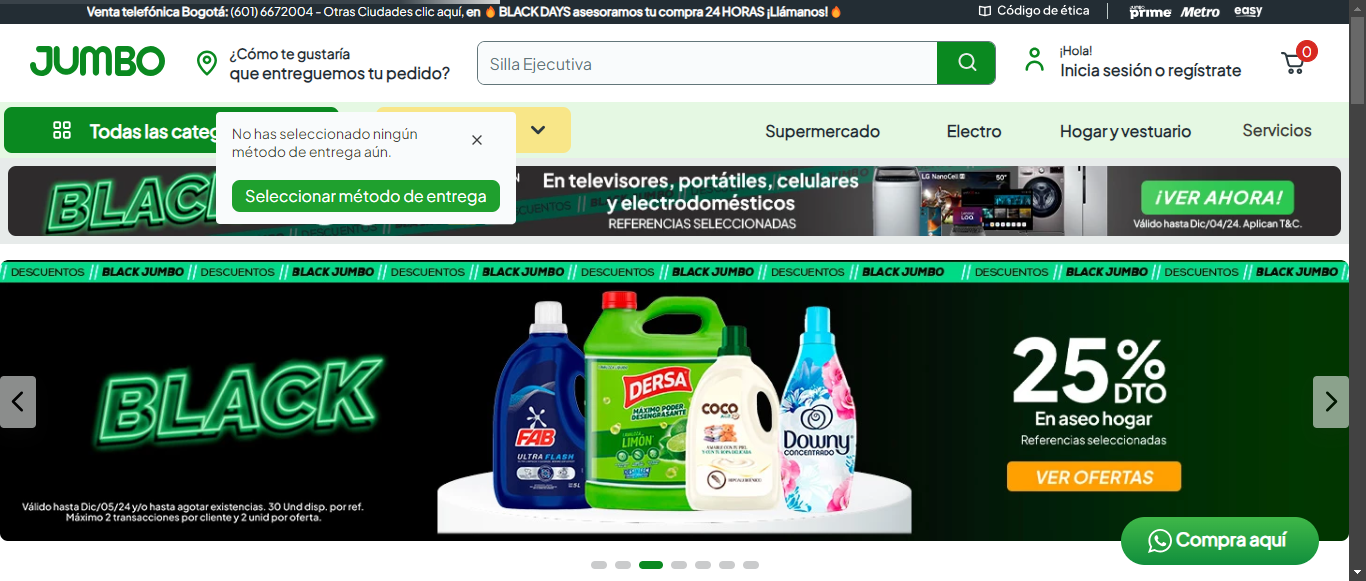 Venta telefónica Bogotá: (601) 6672004 - Otras Ciudades clic aquí, en 🔥 BLACK DAYS asesoramos tu compra 24 HORAS ¡Llámanos! 🔥
Código de ética
JUMBO prime
Metro
easy
JUMBO
¿Cómo te gustaría
que entreguemos tu pedido?
Silla Ejecutiva
¡Hola!
Inicia sesión o regístrate
0
Todas las categ
No has seleccionado ningún
método de entrega aún.
Seleccionar método de entrega
Supermercado
Electro
Hogar y vestuario
Servicios
BLACK
En televisores, portátiles, celulares
y electrodomésticos
REFERENCIAS SELECCIONADAS
DESCUENTOS
LG NanoCell
50"
¡VER AHORA!
Válido hasta Dic/04/24. Aplican T&C.
DESCUENTOS // BLACK JUMBO // DESCUENTOS // BLACK JUMBO // DESCUENTOS // BLACK JUMBO // DESCUENTOS // BLACK JUMBO // DESCUENTOS // BLACK JUMBO // DESCUENTOS // BLACK JUMBO // DESCUENTOS // BLACK JUMBO
BLACK
FAB
ULTRA FLASH
5L
DERSA
MÁXIMO PODER
DESENGRASANTE
LIMÓN
COCO
HIPOALERGÉNICO
Downy
CONCENTRADO
25%
DTO
En aseo hogar
Referencias seleccionadas
VER OFERTAS
Válido hasta Dic/05/24 y/o hasta agotar existencias. 30 Und disp. por ref.
Máximo 2 transacciones por cliente y 2 unid por oferta.
Compra aquí